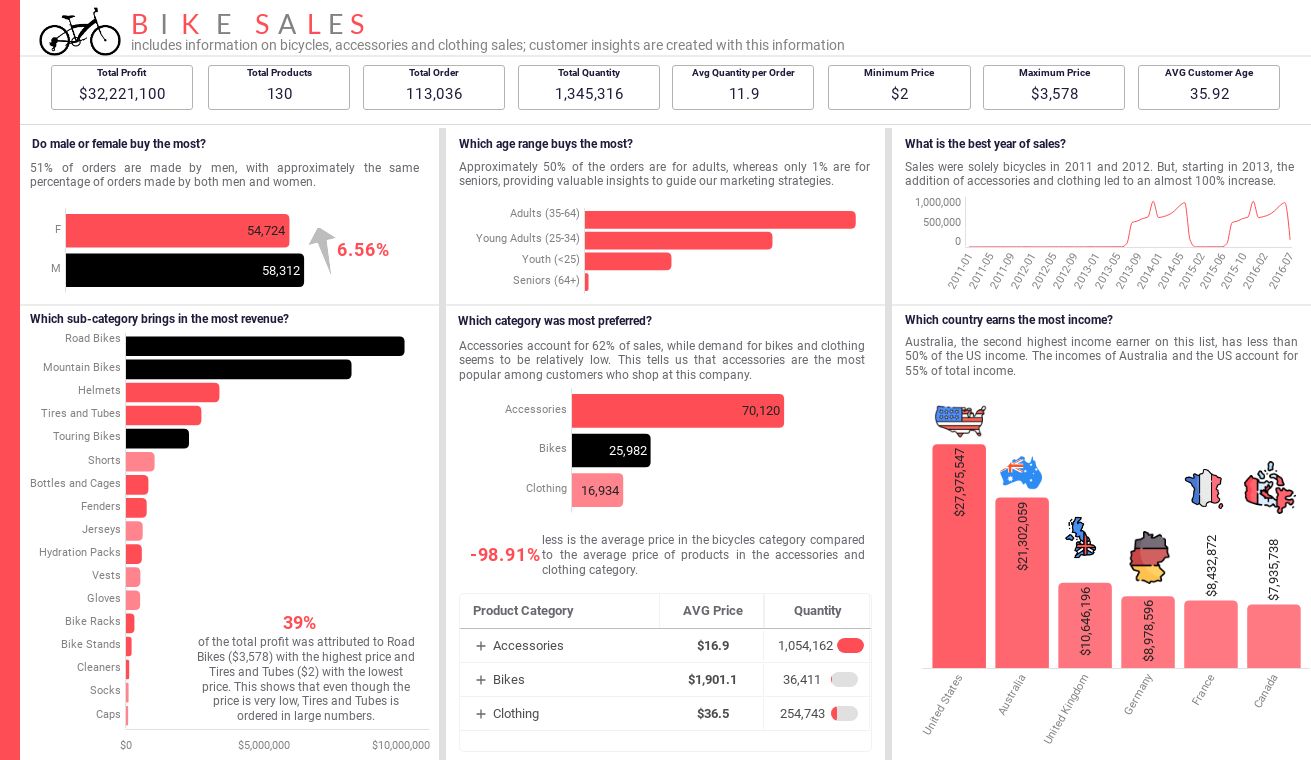 BIKE SALES
includes information on bicycles, accessories and clothing sales; customer insights are created with this information
Total Profit
$32,221,100
Total Products
130
Total Order
113,036
Total Quantity
1,345,316
Avg Quantity per Order
11.9
Minimum Price
$2
Maximum Price
$3,578
AVG Customer Age
35.92
Do male or female buy the most?
51% of orders are made by men, with approximately the same
percentage of orders made by both men and women.
F
54,724
M
58,312
6.56%
Which age range buys the most?
Approximately 50% of the orders are for adults, whereas only 1% are for
seniors, providing valuable insights to guide our marketing strategies.
Adults (35-64)
Young Adults (25-34)
Youth (<25)
Seniors (64+)
What is the best year of sales?
Sales were solely bicycles in 2011 and 2012. But, starting in 2013, the
addition of accessories and clothing led to an almost 100% increase.
1,000,000
500,000
0
2011-01
2011-05
2011-09
2012-01
2012-05
2012-09
2013-01
2013-05
2013-09
2014-01
2014-05
2015-02
2015-06
2015-10
2016-02
2016-07
Which sub-category brings in the most revenue?
Road Bikes
Mountain Bikes
Helmets
Tires and Tubes
Touring Bikes
Shorts
Bottles and Cages
Fenders
Jerseys
Hydration Packs
Vests
Gloves
Bike Racks
Bike Stands
Cleaners
Socks
Caps
$0
$5,000,000
$10,000,000
39%
of the total profit was attributed to Road
Bikes ($3,578) with the highest price and
Tires and Tubes ($2) with the lowest
price. This shows that even though the
price is very low, Tires and Tubes is
ordered in large numbers.
Which category was most preferred?
Accessories account for 62% of sales, while demand for bikes and clothing
seems to be relatively low. This tells us that accessories are the most
popular among customers who shop at this company.
Accessories
70,120
Bikes
25,982
Clothing
16,934
-98.91%
less is the average price in the bicycles category compared
to the average price of products in the accessories and
clothing category.
Product Category AVG Price Quantity
+ Accessories $16.9 1,054,162
+ Bikes $1,901.1 36,411
+ Clothing $36.5 254,743
Which country earns the most income?
Australia, the second highest income earner on this list, has less than
50% of the US income. The incomes of Australia and the US account for
55% of total income.
$27,975,547
$21,302,059
$10,646,196
$8,978,596
$8,432,872
$7,935,738
United States
Australia
United Kingdom
Germany
France
Canada